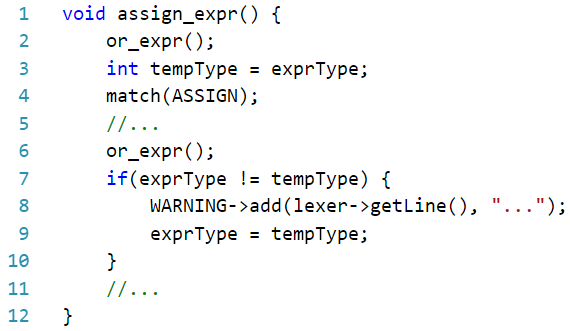 1 void assign_expr() {
2 or_expr();
3 int tempType = exprType;
4 match(ASSIGN);
5 //...
6 or_expr();
7 if(exprType != tempType) {
8 WARNING->add(lexer->getLine(), "...");
9 exprType = tempType;
10 }
11 //...
12 }